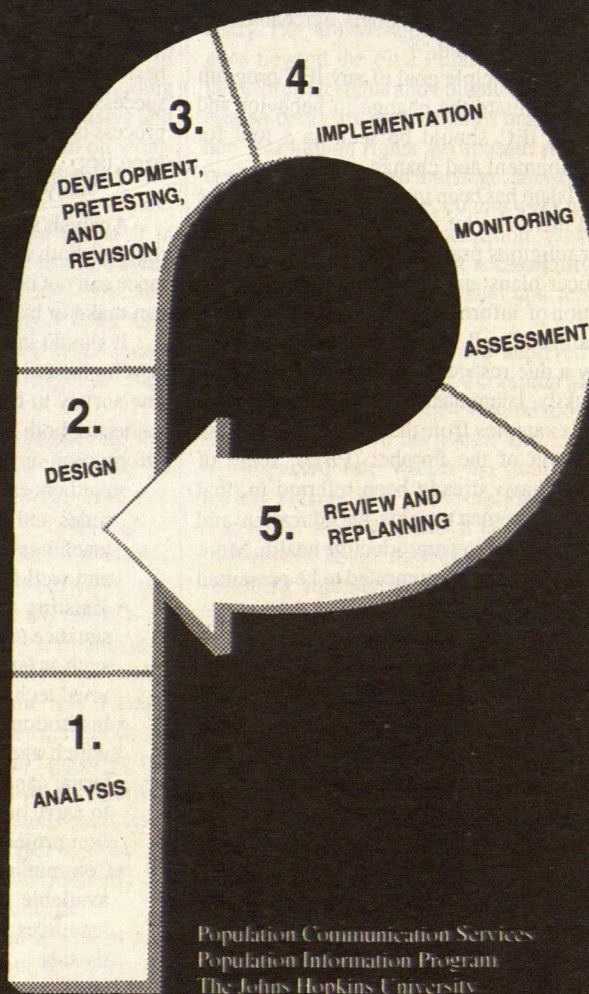 4.
IMPLEMENTATION
3.
DEVELOPMENT,
PRETESTING,
AND
REVISION
MONITORING
ASSESSMENT
2.
DESIGN
5. REVIEW AND
REPLANNING
1.
ANALYSIS
Population Communication Services
Population Information Program
The Johns Hopkins University